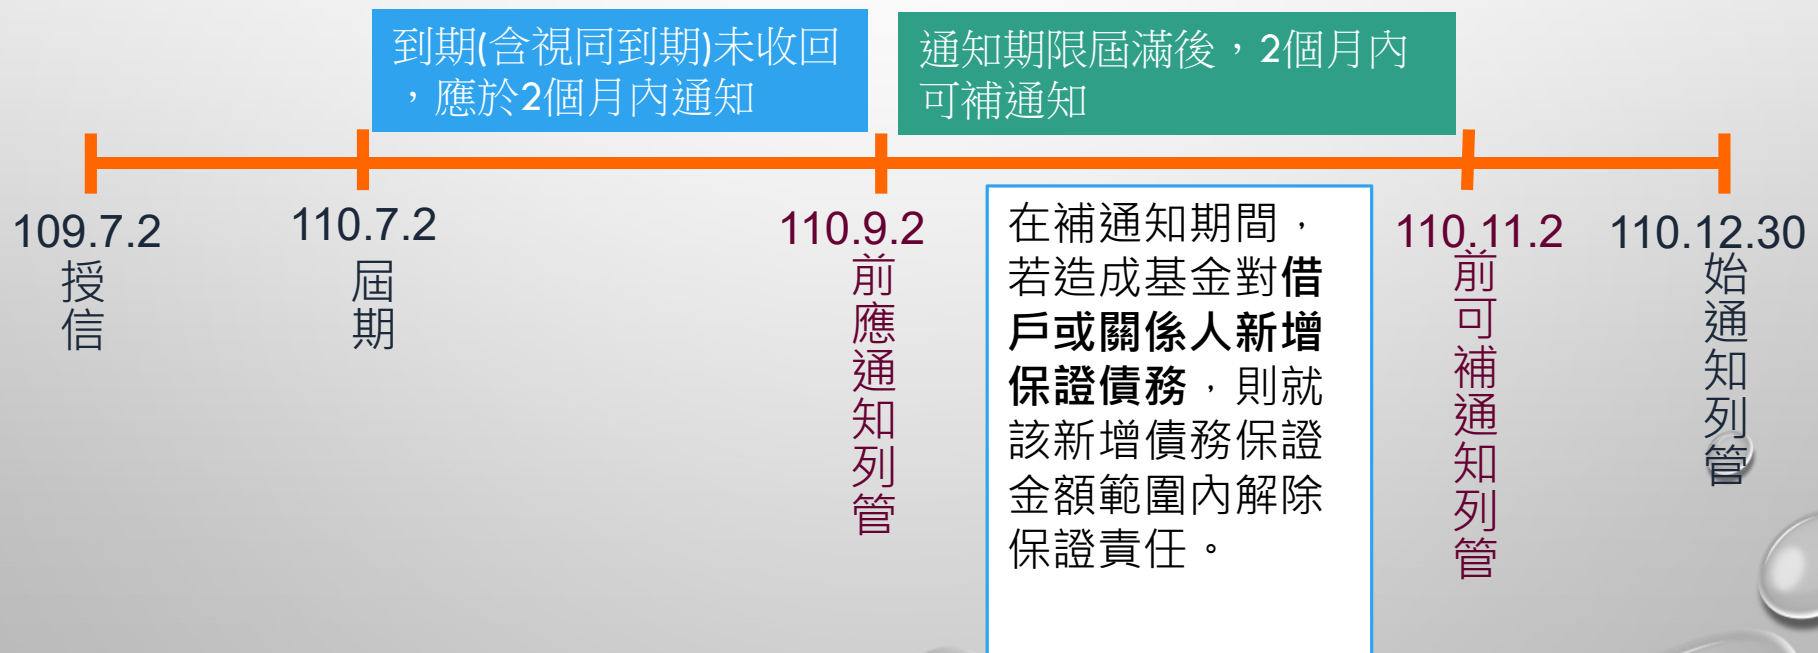 到期(含視同到期)未收回
，應於2個月內通知
通知期限屆滿後，2個月內
可補通知
109.7.2
授信
110.7.2
屆期
110.9.2
前應通知列管
在補通知期間，
若造成基金對借
戶或關係人新增
保證債務，則就
該新增債務保證
金額範圍內解除
保證責任。
110.11.2
前可補通知列管
110.12.30
始通知列管